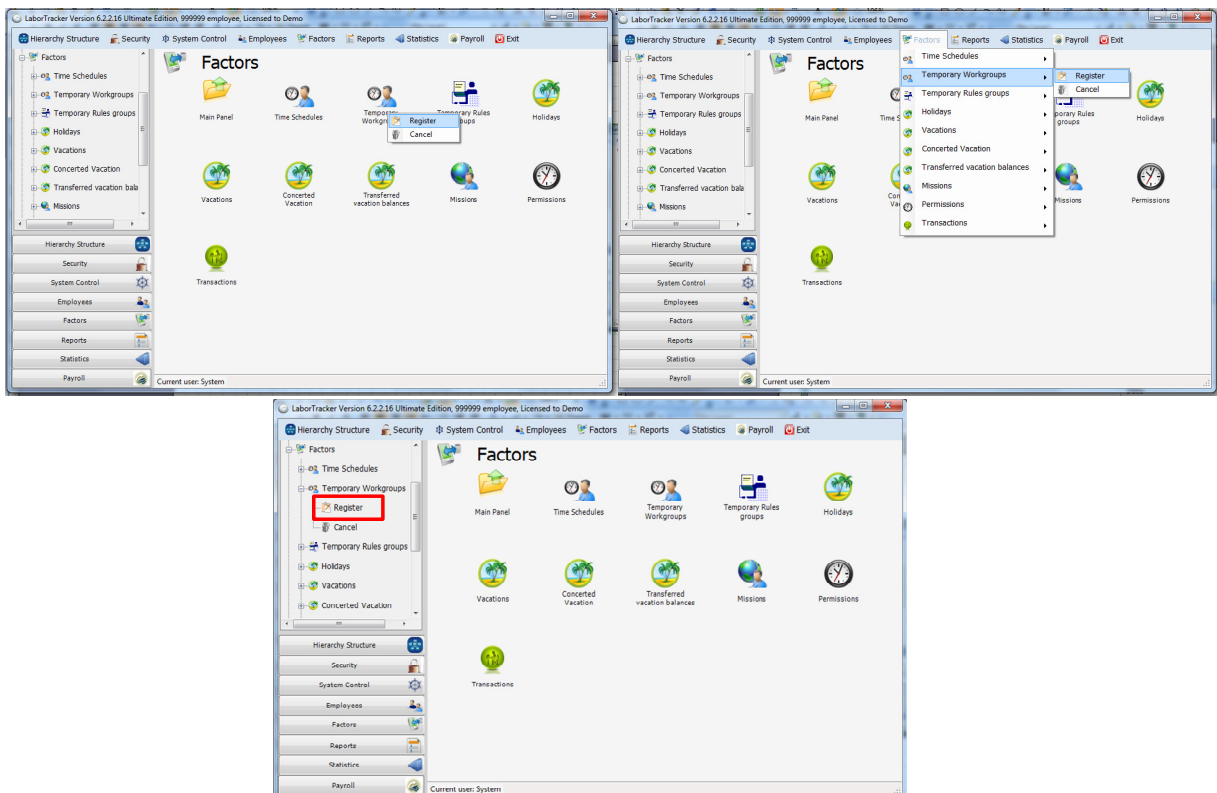 LaborTracker Version 6.2.2.16 Ultimate Edition, 999999 employee, Licensed to Demo
Hierarchy Structure Security System Control Employees Factors Reports Statistics Payroll Exit
Factors
Time Schedules
Temporary Workgroups
Temporary Rules groups
Holidays
Vacations
Concerted Vacation
Transferred vacation bala
Missions
Hierarchy Structure
Security
System Control
Employees
Factors
Reports
Statistics
Payroll
Factors
Main Panel
Time Schedules
Temporary
Workgr
Temporary Rules
oups
Holidays
Register
Cancel
Vacations
Concerted
Vacation
Transferred
vacation balances
Missions
Permissions
Transactions
Current user: System
LaborTracker Version 6.2.2.16 Ultimate Edition, 999999 employee, Licensed to Demo
Hierarchy Structure Security System Control Employees Factors Reports Statistics Payroll Exit
Factors
Time Schedules
Temporary Workgroups
Temporary Rules groups
Holidays
Vacations
Concerted Vacation
Transferred vacation bala
Missions
Hierarchy Structure
Security
System Control
Employees
Factors
Reports
Statistics
Payroll
Factors
Main Panel
Time S
Time Schedules
Temporary Workgroups
Temporary Rules groups
Holidays
Vacations
Concerted Vacation
Transferred vacation balances
Missions
Permissions
Transactions
Register
Cancel
porary Rules
groups
Holidays
Vacations
Con
Va
Missions
Permissions
Transactions
Current user: System
LaborTracker Version 6.2.2.16 Ultimate Edition, 999999 employee, Licensed to Demo
Hierarchy Structure Security System Control Employees Factors Reports Statistics Payroll Exit
Factors
Time Schedules
Temporary Workgroups
Register
Cancel
Temporary Rules groups
Holidays
Vacations
Concerted Vacation
Hierarchy Structure
Security
System Control
Employees
Factors
Reports
Statistics
Payroll
Factors
Main Panel
Time Schedules
Temporary
Workgroups
Temporary Rules
groups
Holidays
Vacations
Concerted
Vacation
Transferred
vacation balances
Missions
Permissions
Transactions
Current user: System